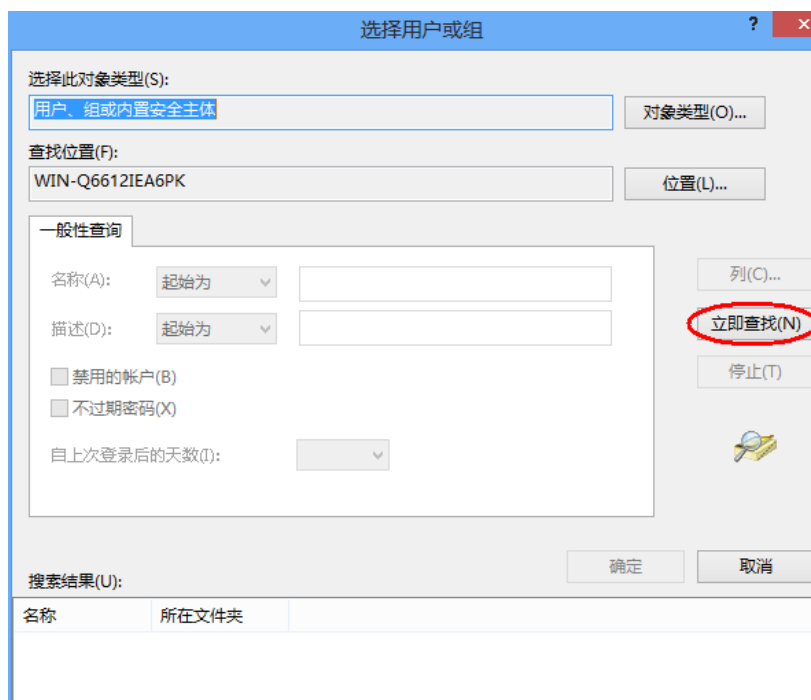 选择用户或组
?
×
选择此对象类型(S):
用户、组或内置安全主体
对象类型(O)...
查找位置(F):
WIN-Q6612IEA6PK
位置(L)...
一般性查询
名称(A):
起始为
列(C)...
描述(D):
起始为
立即查找(N)
禁用的帐户(B)
停止(T)
不过期密码(X)
自上次登录后的天数(I):
确定
取消
搜索结果(U):
名称
所在文件夹